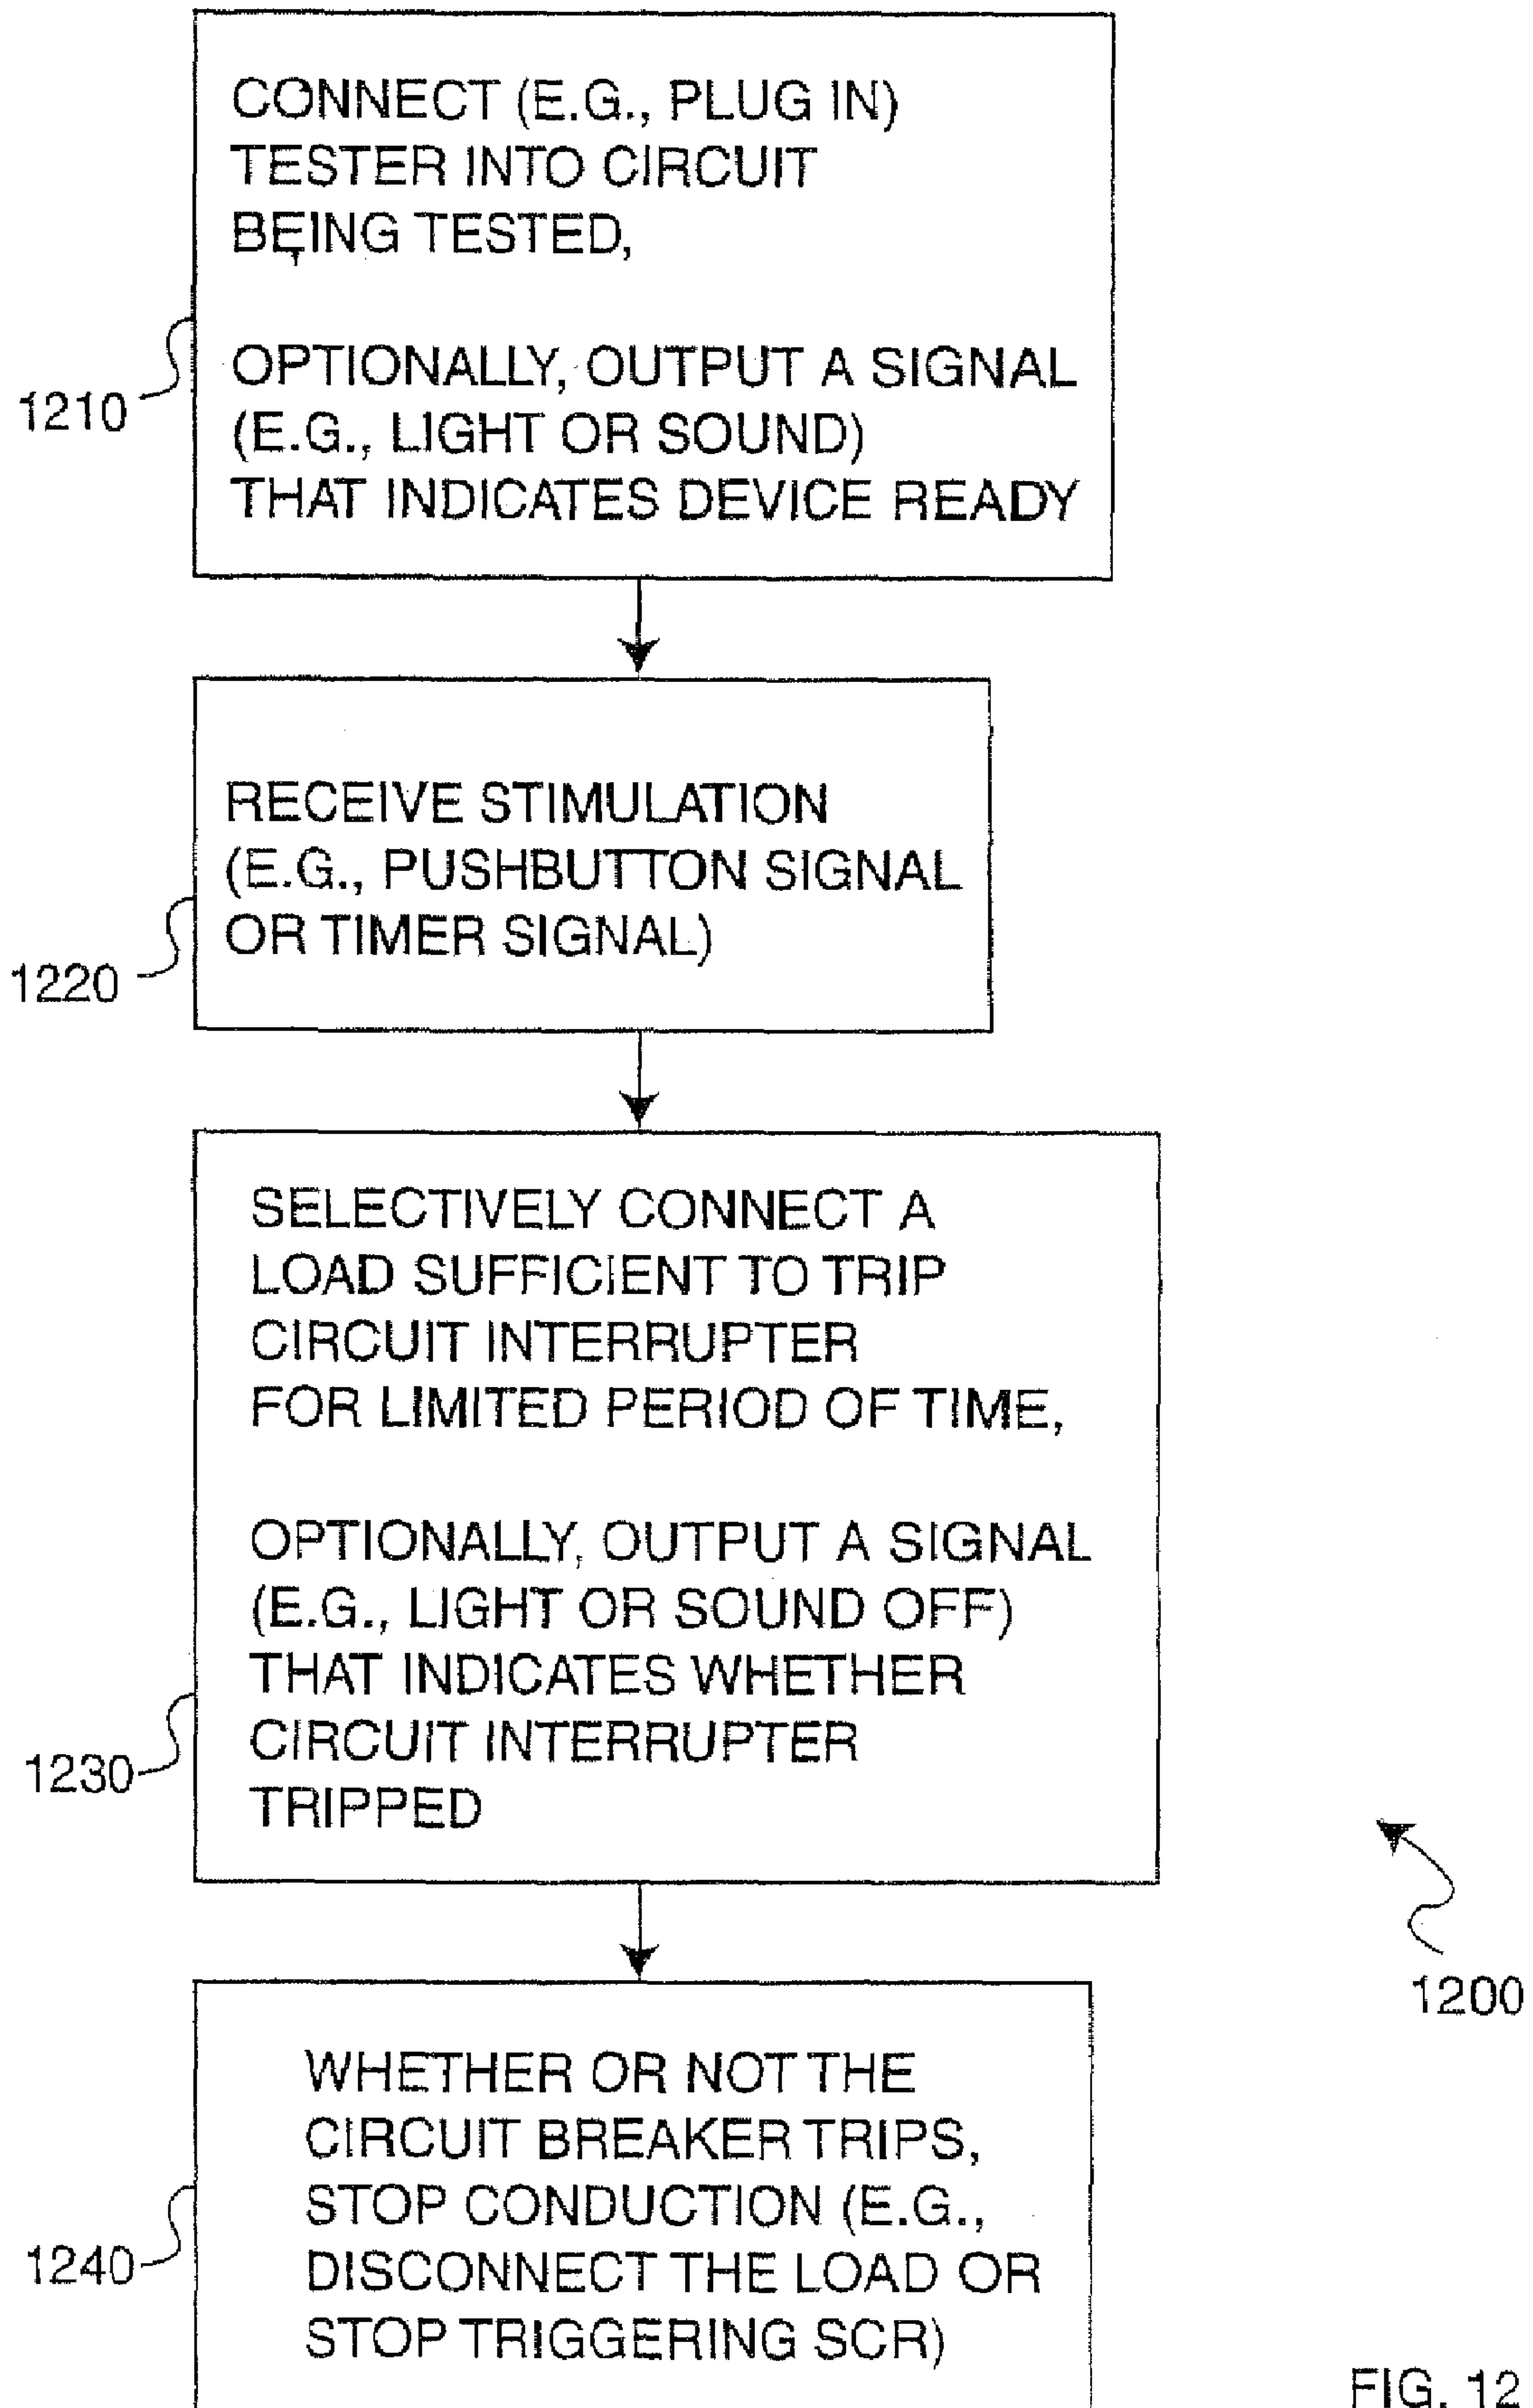 CONNECT (E.G., PLUG IN)
TESTER INTO CIRCUIT
BEING TESTED,
OPTIONALLY, OUTPUT A SIGNAL
(E.G., LIGHT OR SOUND)
THAT INDICATES DEVICE READY
1210
RECEIVE STIMULATION
(E.G., PUSHBUTTON SIGNAL
OR TIMER SIGNAL)
1220
SELECTIVELY CONNECT A
LOAD SUFFICIENT TO TRIP
CIRCUIT INTERRUPTER
FOR LIMITED PERIOD OF TIME,
OPTIONALLY, OUTPUT A SIGNAL
(E.G., LIGHT OR SOUND OFF)
THAT INDICATES WHETHER
CIRCUIT INTERRUPTER
TRIPPED
1230
1200
WHETHER OR NOT THE
CIRCUIT BREAKER TRIPS,
STOP CONDUCTION (E.G.,
DISCONNECT THE LOAD OR
STOP TRIGGERING SCR)
1240
FIG. 12